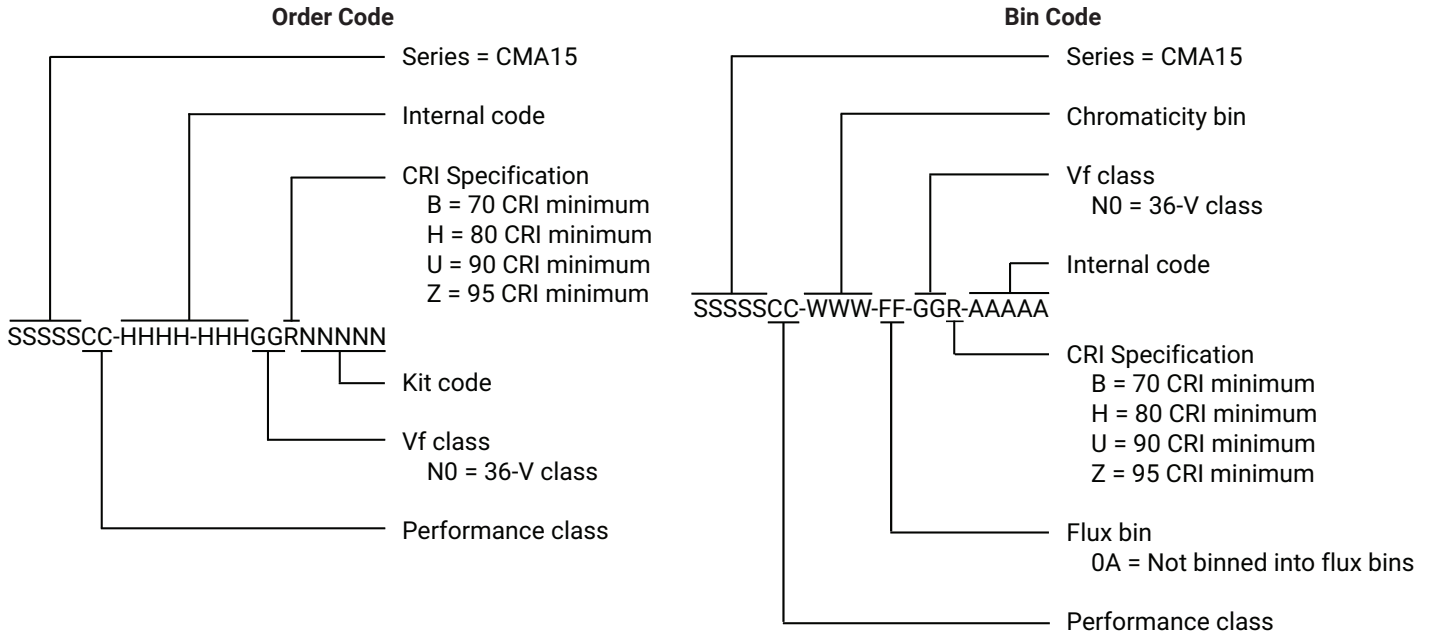 Order Code
Series = CMA15
Internal code
CRI Specification
B = 70 CRI minimum
H = 80 CRI minimum
U = 90 CRI minimum
Z = 95 CRI minimum
SSSSSCC-HHHH-HHHGGRNNNNN
Kit code
Vf class
N0 = 36-V class
Performance class
Bin Code
Series = CMA15
Chromaticity bin
Vf class
N0 = 36-V class
Internal code
SSSSSCC-WWW-FF-GGR-AAAAA
CRI Specification
B = 70 CRI minimum
H = 80 CRI minimum
U = 90 CRI minimum
Z = 95 CRI minimum
Flux bin
0A = Not binned into flux bins
Performance class